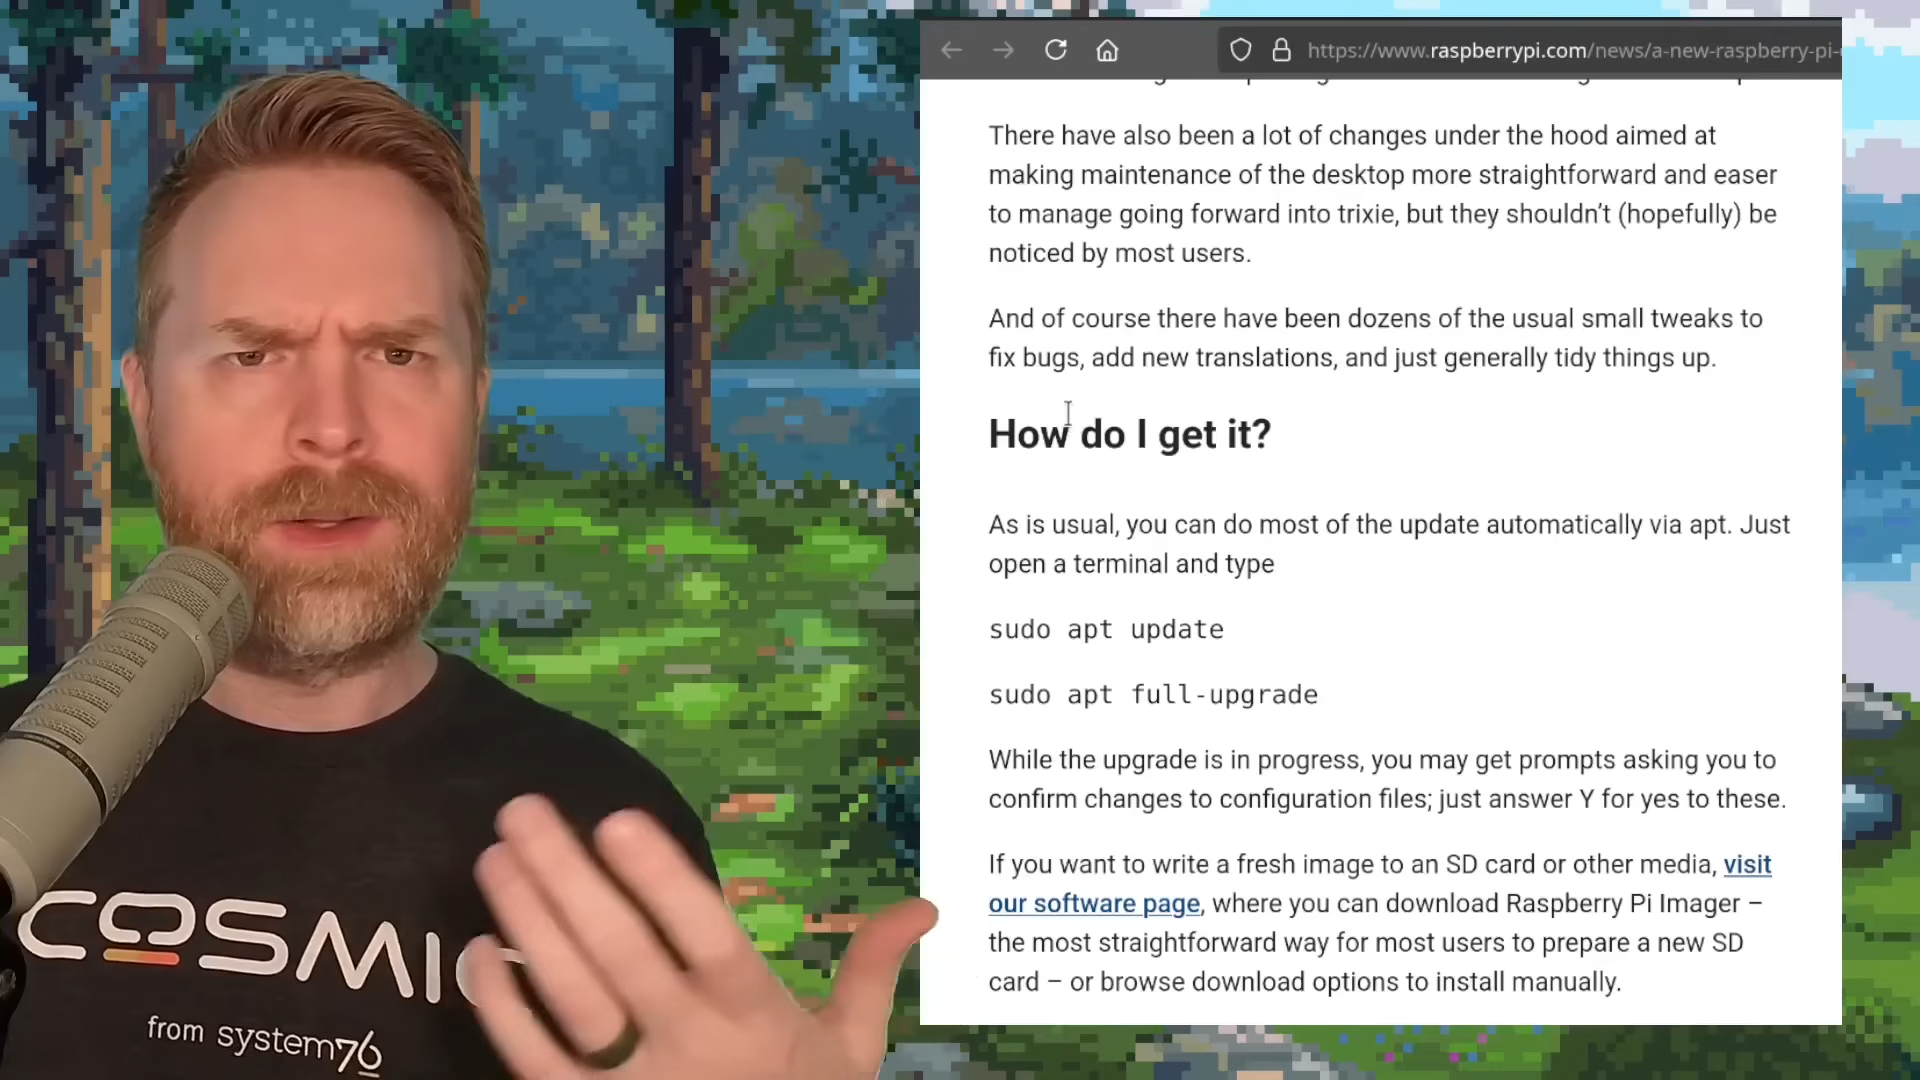 https://www.raspberrypi.com/news/a-new-raspberry-pi-
There have also been a lot of changes under the hood aimed at
making maintenance of the desktop more straightforward and easer
to manage going forward into trixie, but they shouldn’t (hopefully) be
noticed by most users.
And of course there have been dozens of the usual small tweaks to
fix bugs, add new translations, and just generally tidy things up.
How do I get it?
As is usual, you can do most of the update automatically via apt. Just
open a terminal and type
sudo apt update
sudo apt full-upgrade
While the upgrade is in progress, you may get prompts asking you to
confirm changes to configuration files; just answer Y for yes to these.
If you want to write a fresh image to an SD card or other media, visit
our software page, where you can download Raspberry Pi Imager –
the most straightforward way for most users to prepare a new SD
card – or browse download options to install manually.
COSMIC
from system76